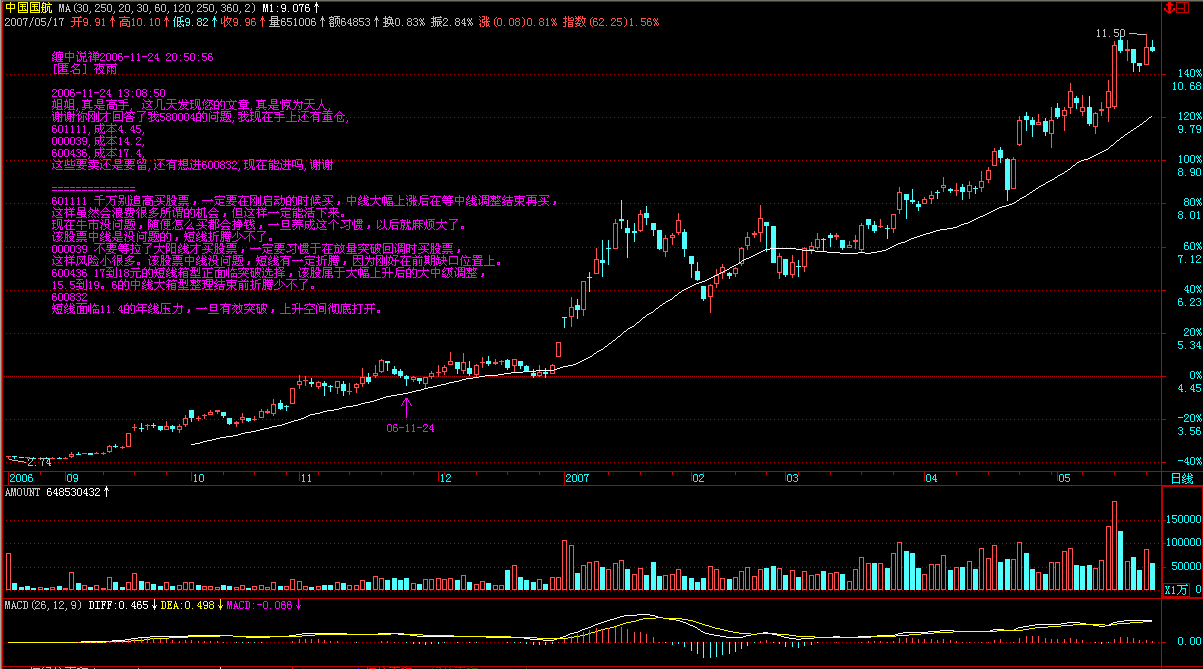 中国国航 MA(30,250,20,30,60,120,250,360,2) M1:9.076↑
2007/05/17 开9.91↑高10.10↑低9.82↑收9.96↑量651006↑额64853↑换0.83% 振2.84% 涨(0.08)0.81% 指数(62.25)1.56%
11.50
缠中说禅2006-11-24 20:50:56
[匿名] 夜雨
2006-11-24 13:08:50
姐姐,真是高手, 这几天发现您的文章,真是惊为天人,
谢谢你刚才回答了我580004的问题,我现在手上还有重仓,
601111,成本4.45,
000039,成本14.2,
600436,成本17.4,
这些要卖还是要留,还有想进600832,现在能进吗,谢谢
==============
601111 千万别追高买股票，一定要在刚启动的时候买，中线大幅上涨后在等中线调整结束再买，
这样虽然会浪费很多所谓的机会，但这样一定能活下来。
现在牛市没问题，随便怎么买都会挣钱，一旦养成这个习惯，以后就麻烦大了。
该股票中线是没问题的，短线折腾少不了。
000039 不要等拉了大阳线才买股票，一定要习惯于在放量突破回调时买股票，
这样风险小很多。该股票中线没问题，短线有一定折腾，因为刚好在前期缺口位置上。
600436 17到18元的短线箱型正面临突破选择，该股属于大幅上升后的大中级调整，
15.5到19。6的中线大箱型整理结束前折腾少不了。
600832
短线面临11.4的年线压力，一旦有效突破，上升空间彻底打开。
140%
10.68
120%
9.79
100%
8.90
80%
8.01
60%
7.12
40%
6.23
20%
5.34
0%
4.45
-20%
3.56
-40%
06-11-24
2.74
2006 09 10 11 12 2007 02 03 04 05 日线
AMOUNT 648530432↑
150000
100000
50000
X1万 0
MACD(26,12,9) DIFF:0.465↓DEA:0.498↓MACD:-0.066↓
0.00